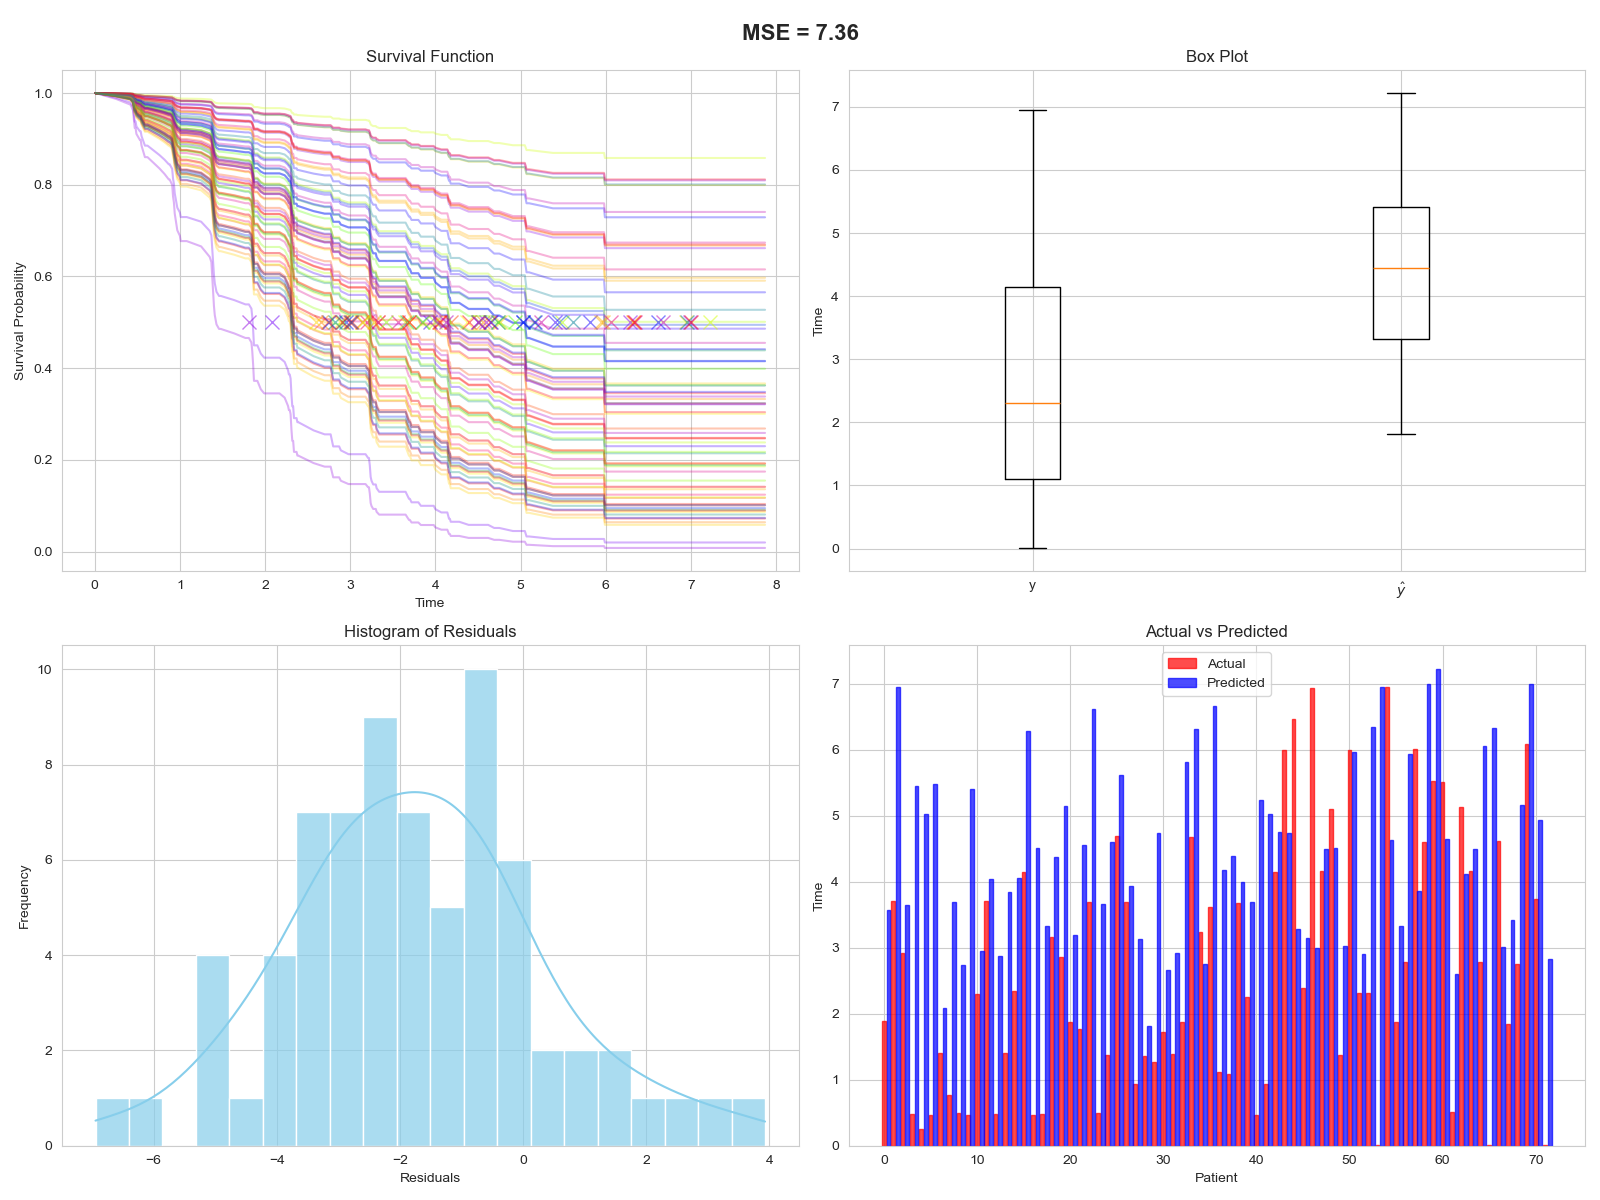 MSE = 7.36
Survival Function
Survival Probability
1.0
0.8
0.6
0.4
0.2
0.0
0 1 2 3 4 5 6 7 8
Time
Box Plot
Time
7
6
5
4
3
2
1
0
y ŷ
Histogram of Residuals
Frequency
10
8
6
4
2
0
−6 −4 −2 0 2 4
Residuals
Actual vs Predicted
Actual
Predicted
Time
7
6
5
4
3
2
1
0
0 10 20 30 40 50 60 70
Patient